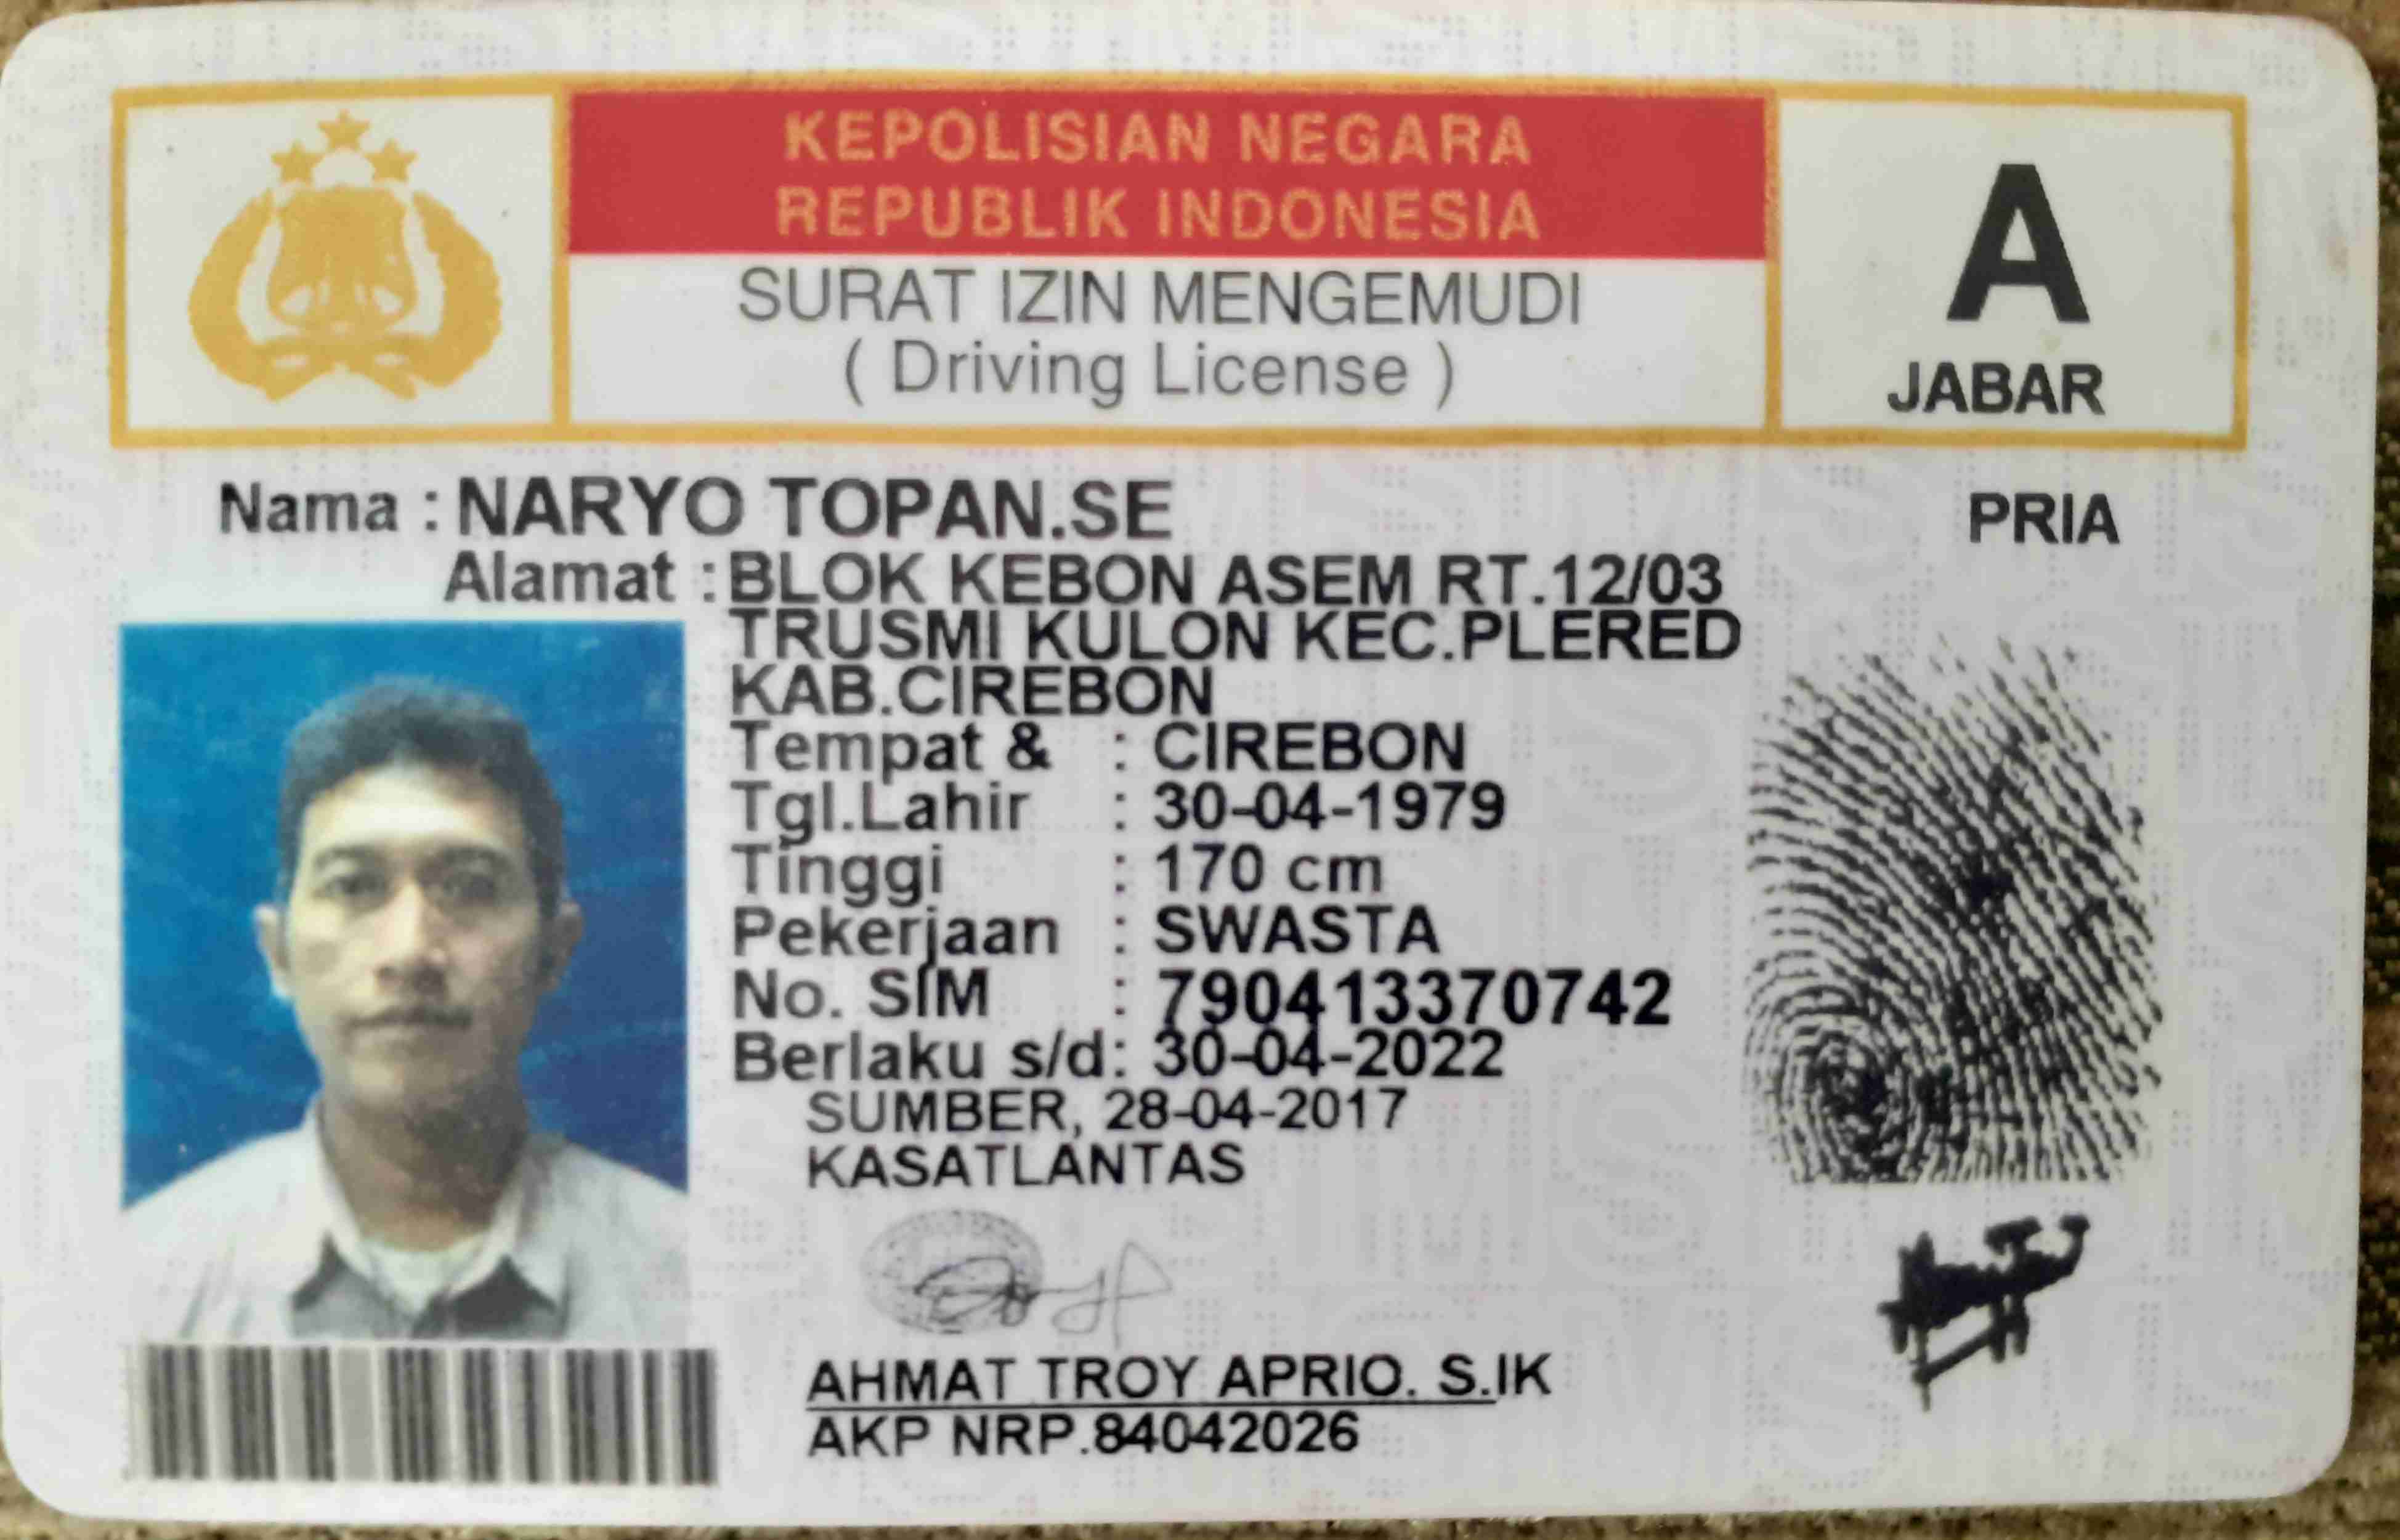 KEPOLISIAN NEGARA
REPUBLIK INDONESIA
SURAT IZIN MENGEMUDI
( Driving License )
A
JABAR
Nama : NARYO TOPAN.SE
PRIA
Alamat : BLOK KEBON ASEM RT.12/03
TRUSMI KULON KEC.PLERED
KAB.CIREBON
Tempat & : CIREBON
Tgl.Lahir : 30-04-1979
Tinggi : 170 cm
Pekerjaan : SWASTA
No. SIM : 790413370742
Berlaku s/d: 30-04-2022
SUMBER, 28-04-2017
KASATLANTAS
AHMAT TROY APRIO. S.IK
AKP NRP.84042026